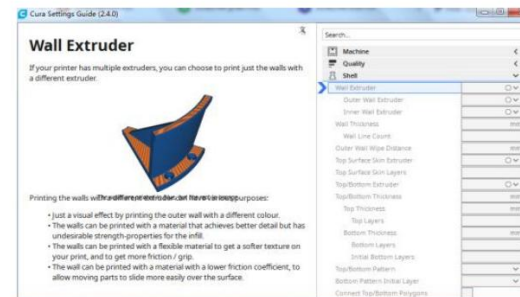 Cura Settings Guide (2.4.0)
Wall Extruder
If your printer has multiple extruders, you can choose to print just the walls with
a different extruder.
Printing the walls with a different extruder can have various purposes:
• Just a visual effect by printing the outer wall with a different colour.
• The walls can be printed with a material that achieves better detail but has
undesirable strength-properties for the infill.
• The walls can be printed with a flexible material to get a softer texture on
your print, and to get more friction / grip.
• The wall can be printed with a material with a lower friction coefficient, to
allow moving parts to slide more easily over the surface.
Search...
Machine
Quality
Shell
Wall Extruder
Outer Wall Extruder
Inner Wall Extruder
Wall Thickness
mm
Wall Line Count
Outer Wall Wipe Distance
mm
Top Surface Skin Extruder
Top Surface Skin Layers
Top/Bottom Extruder
Top/Bottom Thickness
mm
Top Thickness
mm
Top Layers
Bottom Thickness
mm
Bottom Layers
Initial Bottom Layers
Top/Bottom Pattern
Bottom Pattern Initial Layer
Connect Top/Bottom Polygons